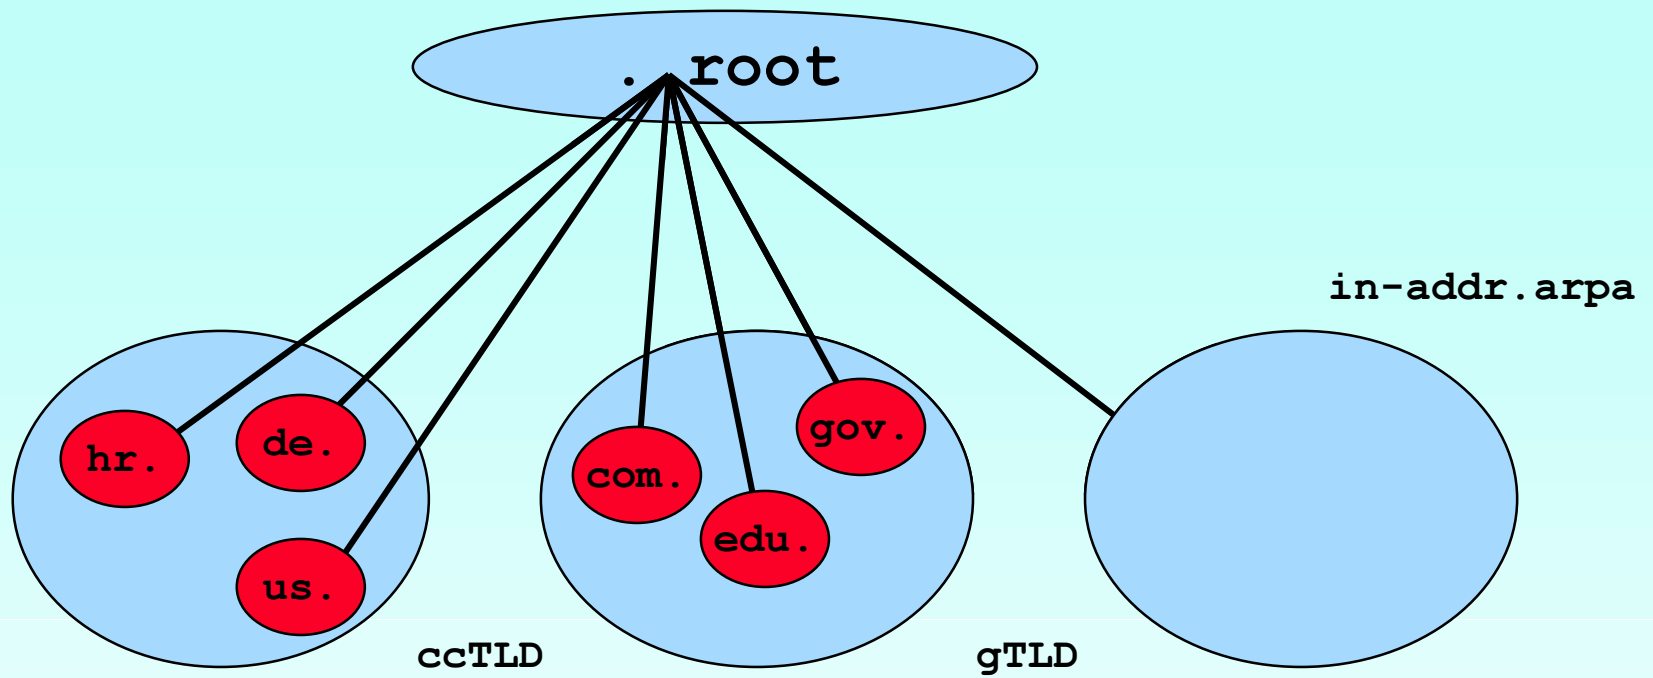 . root
in-addr.arpa
hr.
de.
us.
com.
edu.
gov.
ccTLD
gTLD